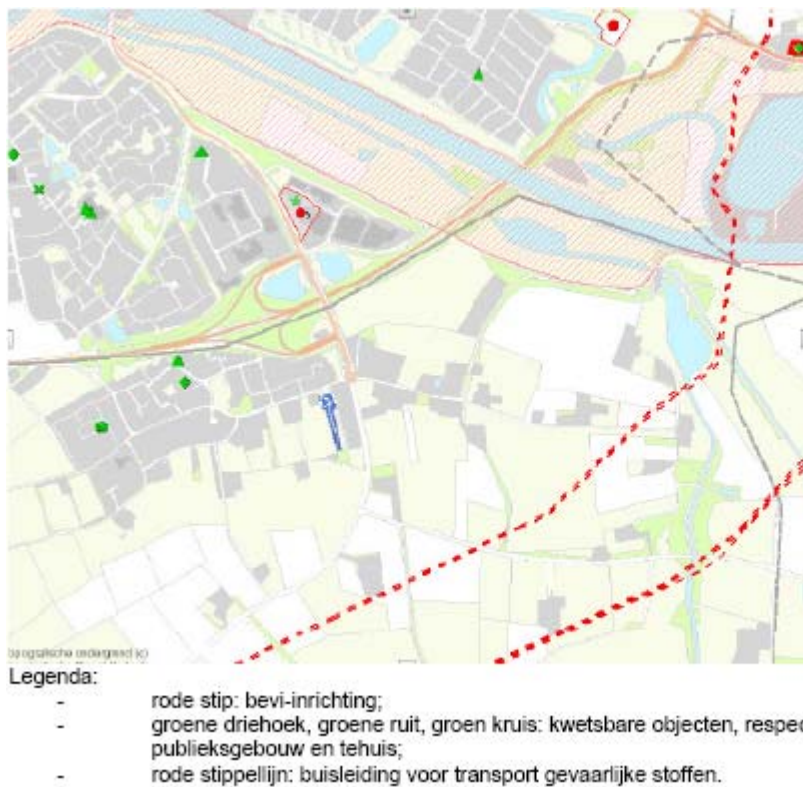 topografische ondergrond (c)
Legenda:
- rode stip: bevi-inrichting;
- groene driehoek, groene ruit, groen kruis: kwetsbare objecten, respec
publieksgebouw en tehuis;
- rode stippellijn: buisleiding voor transport gevaarlijke stoffen.